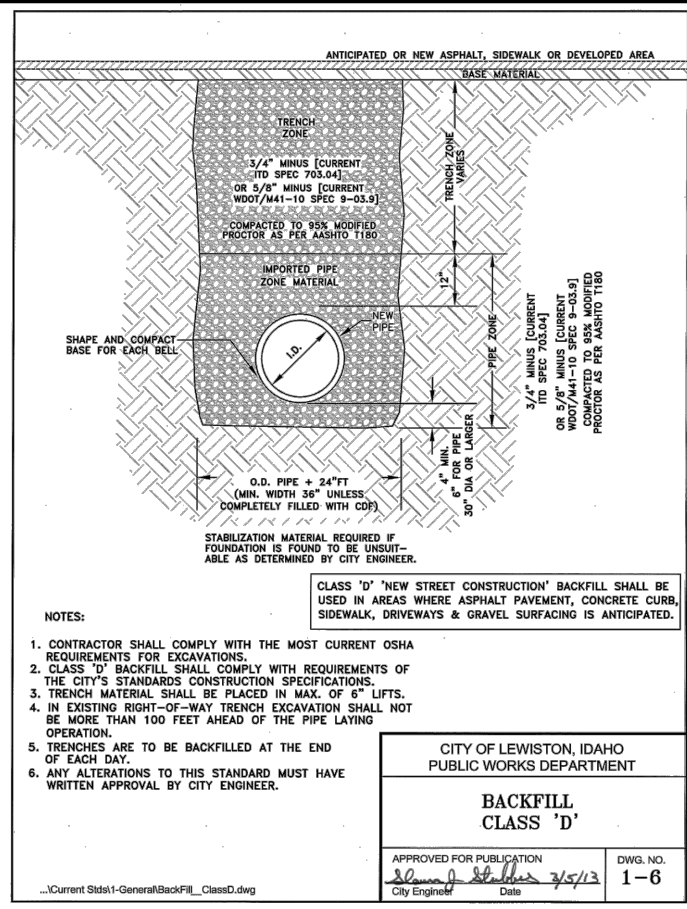 ANTICIPATED OR NEW ASPHALT, SIDEWALK OR DEVELOPED AREA
BASE MATERIAL
TRENCH
ZONE
3/4" MINUS [CURRENT
ITD SPEC 703.04]
OR 5/8" MINUS [CURRENT
WDOT/M41-10 SPEC 9-03.9]
COMPACTED TO 95% MODIFIED
PROCTOR AS PER AASHTO T180
TRENCH ZONE
VARIES
IMPORTED PIPE
ZONE MATERIAL
12"
NEW
PIPE
SHAPE AND COMPACT
BASE FOR EACH BELL
I.D.
PIPE ZONE
3/4" MINUS [CURRENT
ITD SPEC 703.04]
OR 5/8" MINUS [CURRENT
WDOT/M41-10 SPEC 9-03.9]
COMPACTED TO 95% MODIFIED
PROCTOR AS PER AASHTO T180
4" MIN.
6" FOR PIPE
30" DIA OR LARGER
O.D. PIPE + 24"FT
(MIN. WIDTH 36" UNLESS
COMPLETELY FILLED WITH CDF)
STABILIZATION MATERIAL REQUIRED IF
FOUNDATION IS FOUND TO BE UNSUIT-
ABLE AS DETERMINED BY CITY ENGINEER.
CLASS 'D' 'NEW STREET CONSTRUCTION' BACKFILL SHALL BE
USED IN AREAS WHERE ASPHALT PAVEMENT, CONCRETE CURB,
SIDEWALK, DRIVEWAYS & GRAVEL SURFACING IS ANTICIPATED.
NOTES:
1. CONTRACTOR SHALL COMPLY WITH THE MOST CURRENT OSHA
REQUIREMENTS FOR EXCAVATIONS.
2. CLASS 'D' BACKFILL SHALL COMPLY WITH REQUIREMENTS OF
THE CITY'S STANDARDS CONSTRUCTION SPECIFICATIONS.
3. TRENCH MATERIAL SHALL BE PLACED IN MAX. OF 6" LIFTS.
4. IN EXISTING RIGHT-OF-WAY TRENCH EXCAVATION SHALL NOT
BE MORE THAN 100 FEET AHEAD OF THE PIPE LAYING
OPERATION.
5. TRENCHES ARE TO BE BACKFILLED AT THE END
OF EACH DAY.
6. ANY ALTERATIONS TO THIS STANDARD MUST HAVE
WRITTEN APPROVAL BY CITY ENGINEER.
CITY OF LEWISTON, IDAHO
PUBLIC WORKS DEPARTMENT
BACKFILL
CLASS 'D'
APPROVED FOR PUBLICATION
3/5/13
City Engineer Date
DWG. NO.
1-6
...\Current Stds\1-General\BackFill__ClassD.dwg